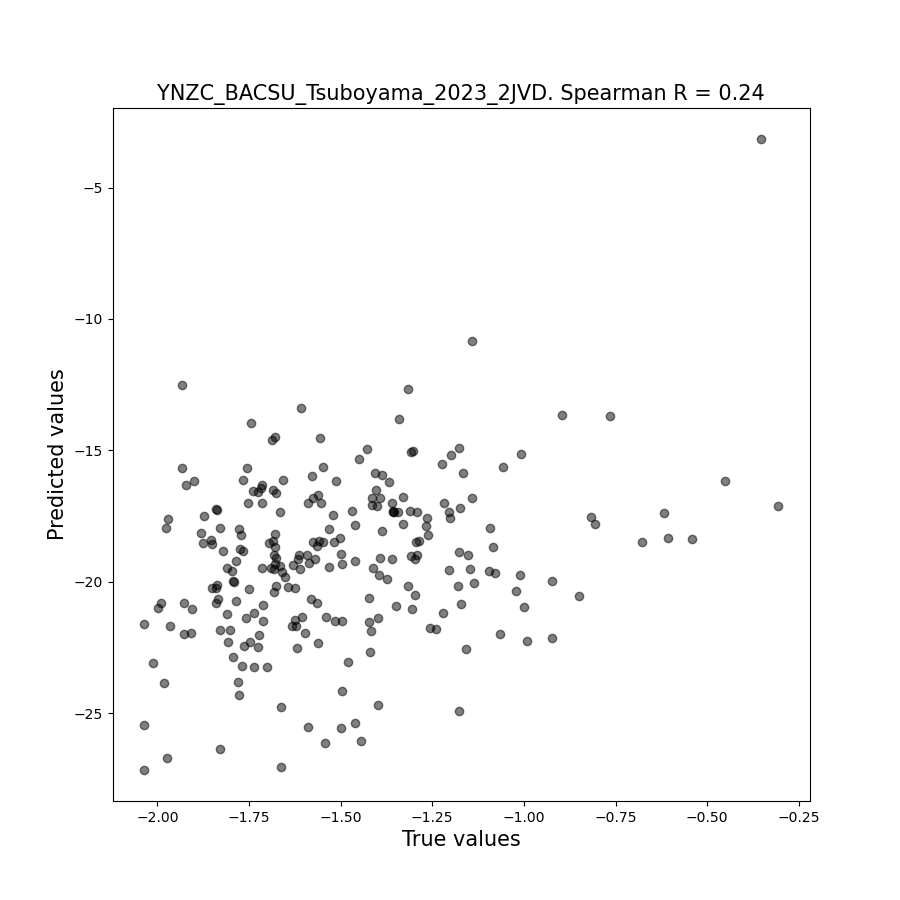 YNZC_BACSU_Tsuboyama_2023_2JVD. Spearman R = 0.24
Predicted values
−5
−10
−15
−20
−25
−2.00 −1.75 −1.50 −1.25 −1.00 −0.75 −0.50 −0.25
True values